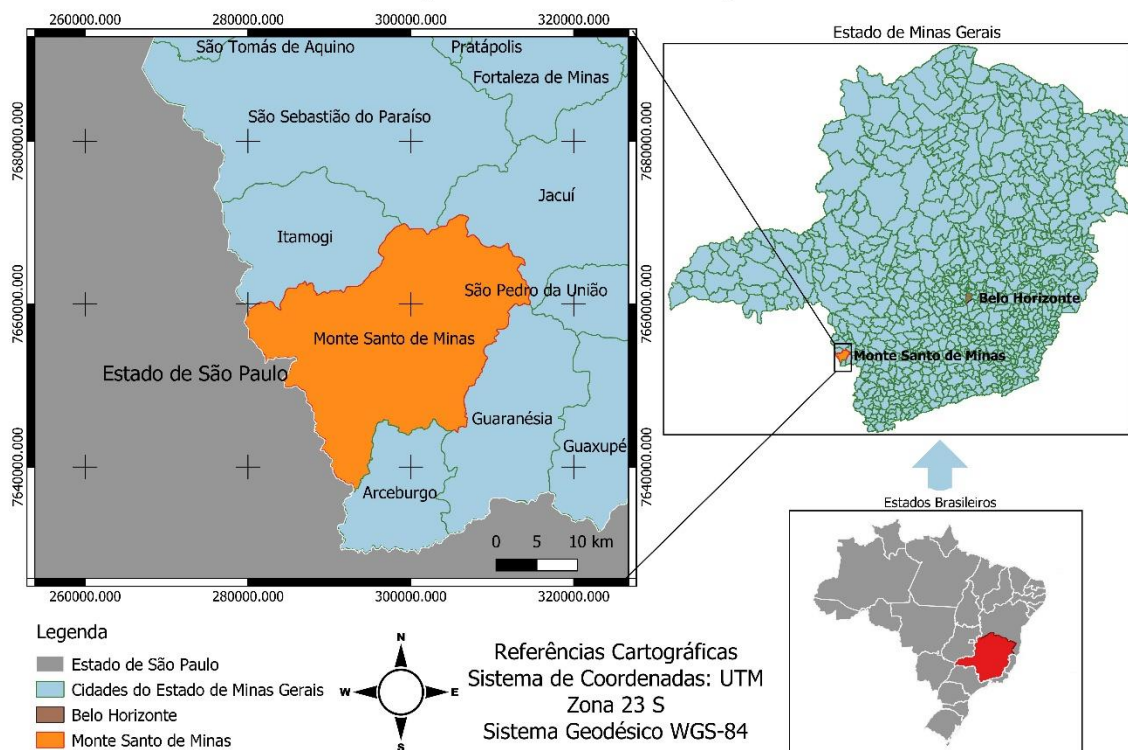 260000.000 280000.000 300000.000 320000.000
São Tomás de Aquino
Pratápolis
Fortaleza de Minas
São Sebastião do Paraíso
Jacuí
Itamogi
São Pedro da União
Monte Santo de Minas
Estado de São Paulo
Guaranésia
Guaxupé
Arceburgo
0 5 10 km
7680000.000
7660000.000
7640000.000
7680000.000
7660000.000
7640000.000
260000.000 280000.000 300000.000 320000.000
Estado de Minas Gerais
Belo Horizonte
Monte Santo de Minas
Estados Brasileiros
Legenda
Estado de São Paulo
Cidades do Estado de Minas Gerais
Belo Horizonte
Monte Santo de Minas
N
W E
S
Referências Cartográficas
Sistema de Coordenadas: UTM
Zona 23 S
Sistema Geodésico WGS-84